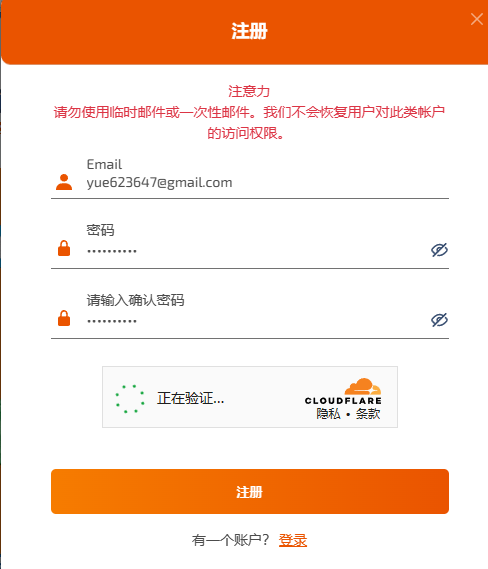 注册
注意力
请勿使用临时邮件或一次性邮件。我们不会恢复用户对此类帐户
的访问权限。
Email
yue623647@gmail.com
密码
••••••••••
请输入确认密码
••••••••••
正在验证...
CLOUDFLARE
隐私 • 条款
注册
有一个账户? 登录